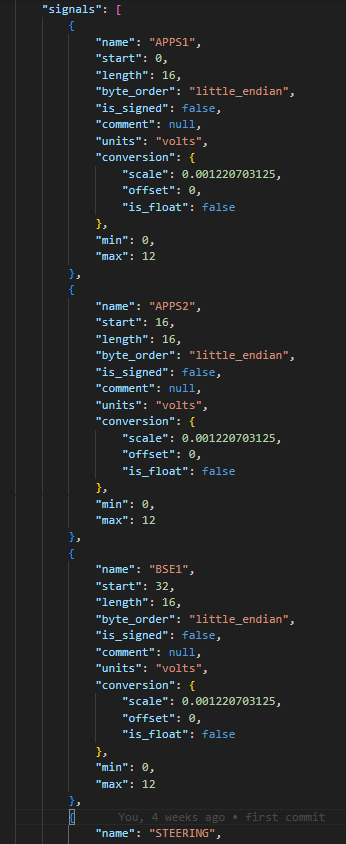 "signals": [
{
"name": "APPS1",
"start": 0,
"length": 16,
"byte_order": "little_endian",
"is_signed": false,
"comment": null,
"units": "volts",
"conversion": {
"scale": 0.001220703125,
"offset": 0,
"is_float": false
},
"min": 0,
"max": 12
},
{
"name": "APPS2",
"start": 16,
"length": 16,
"byte_order": "little_endian",
"is_signed": false,
"comment": null,
"units": "volts",
"conversion": {
"scale": 0.001220703125,
"offset": 0,
"is_float": false
},
"min": 0,
"max": 12
},
{
"name": "BSE1",
"start": 32,
"length": 16,
"byte_order": "little_endian",
"is_signed": false,
"comment": null,
"units": "volts",
"conversion": {
"scale": 0.001220703125,
"offset": 0,
"is_float": false
},
"min": 0,
"max": 12
},
{ You, 4 weeks ago • first commit
"name": "STEERING",